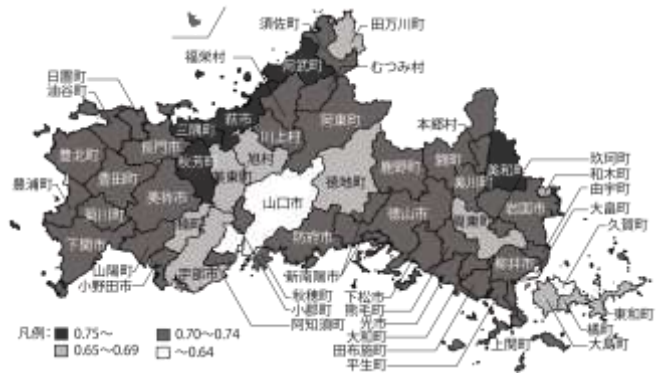 須佐町
田万川町
福栄村
阿武町
むつみ村
日置町
油谷町
三隅町
萩市
川上村
阿東町
本郷村
豊北町
長門市
秋芳町
旭村
美東町
鹿野町
錦町
美和町
玖珂町
和木町
美川町
豊浦町
豊田町
美祢市
山口市
徳地町
岩国市
由宇町
大畠町
久賀町
菊川町
楠町
徳山市
周東町
防府市
下関市
山陽町
小野田市
宇部市
新南陽市
柳井市
秋穂町
小郡町
阿知須町
下松市
熊毛町
光市
大和町
田布施町
平生町
上関町
東和町
橘町
大島町
凡例:
0.75〜
0.70〜0.74
0.65〜0.69
〜0.64